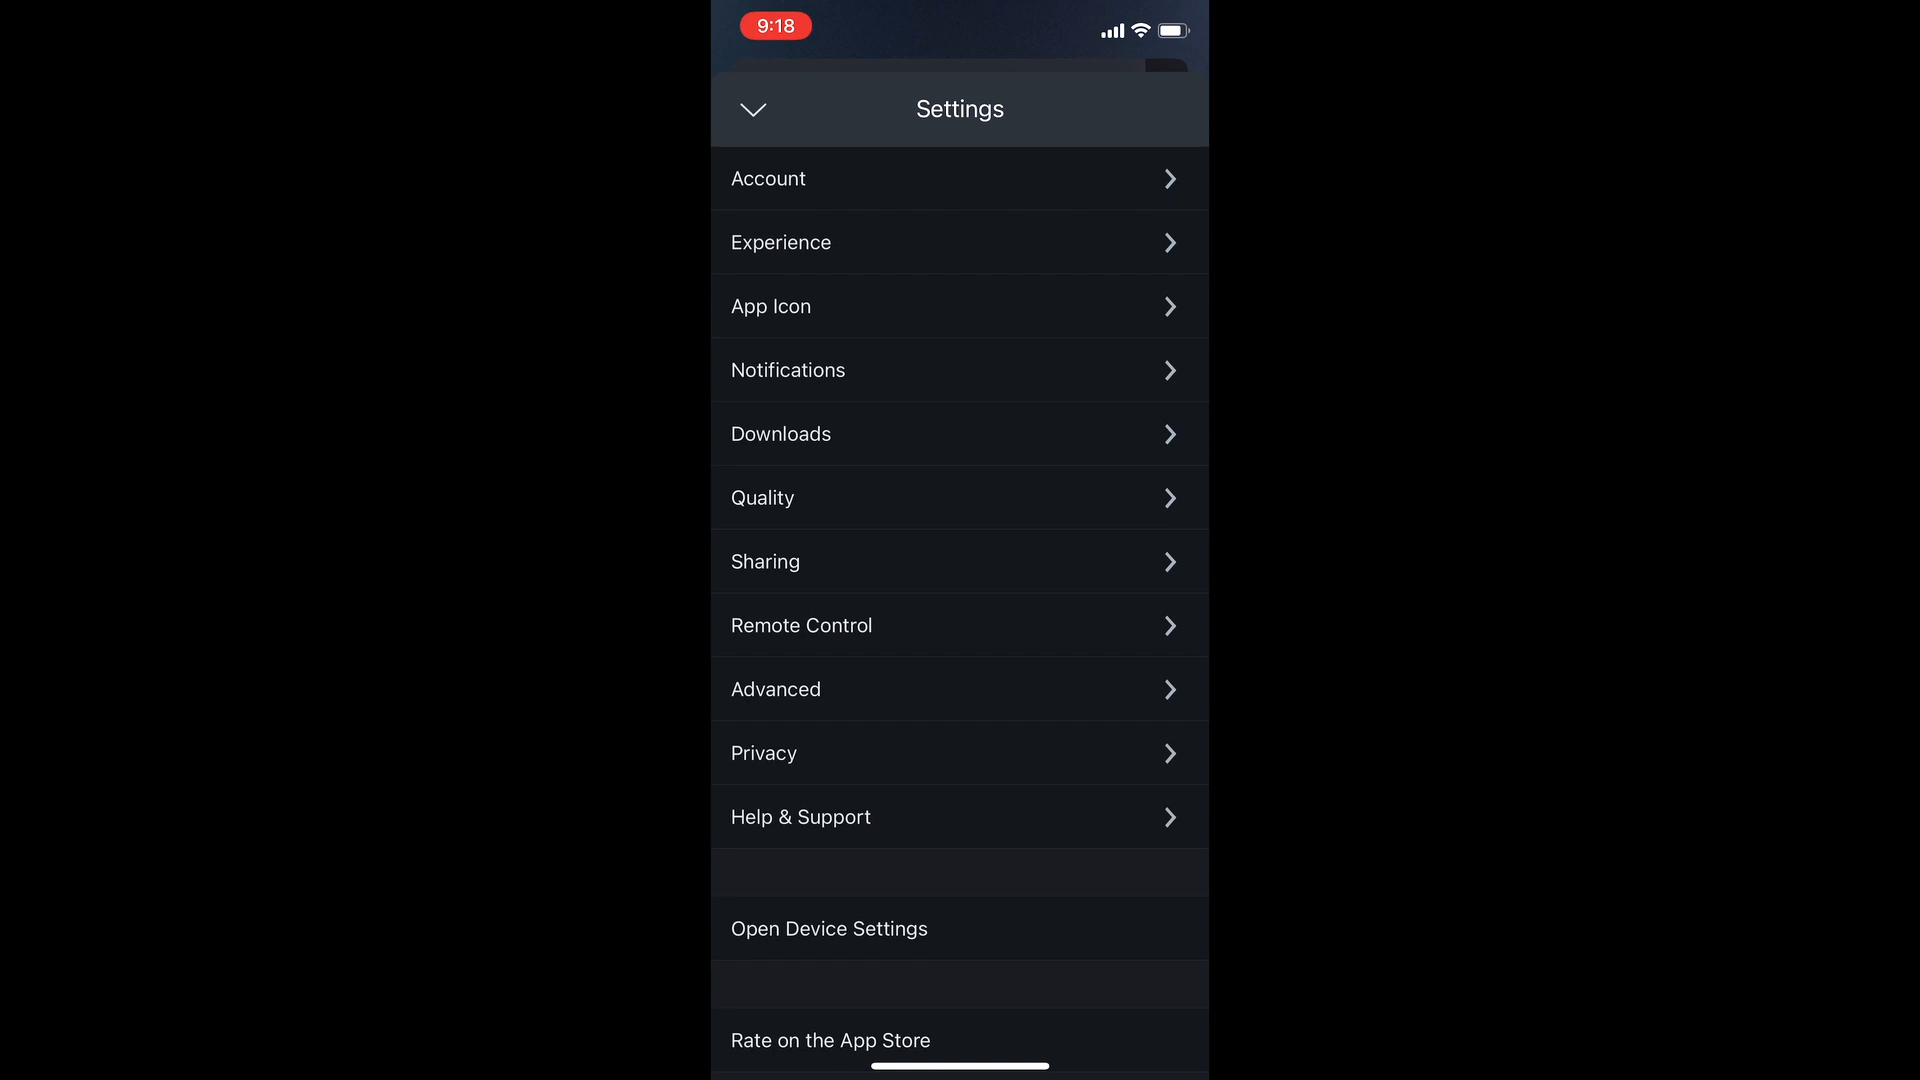 9:18
Settings
Account
Experience
App Icon
Notifications
Downloads
Quality
Sharing
Remote Control
Advanced
Privacy
Help & Support
Open Device Settings
Rate on the App Store